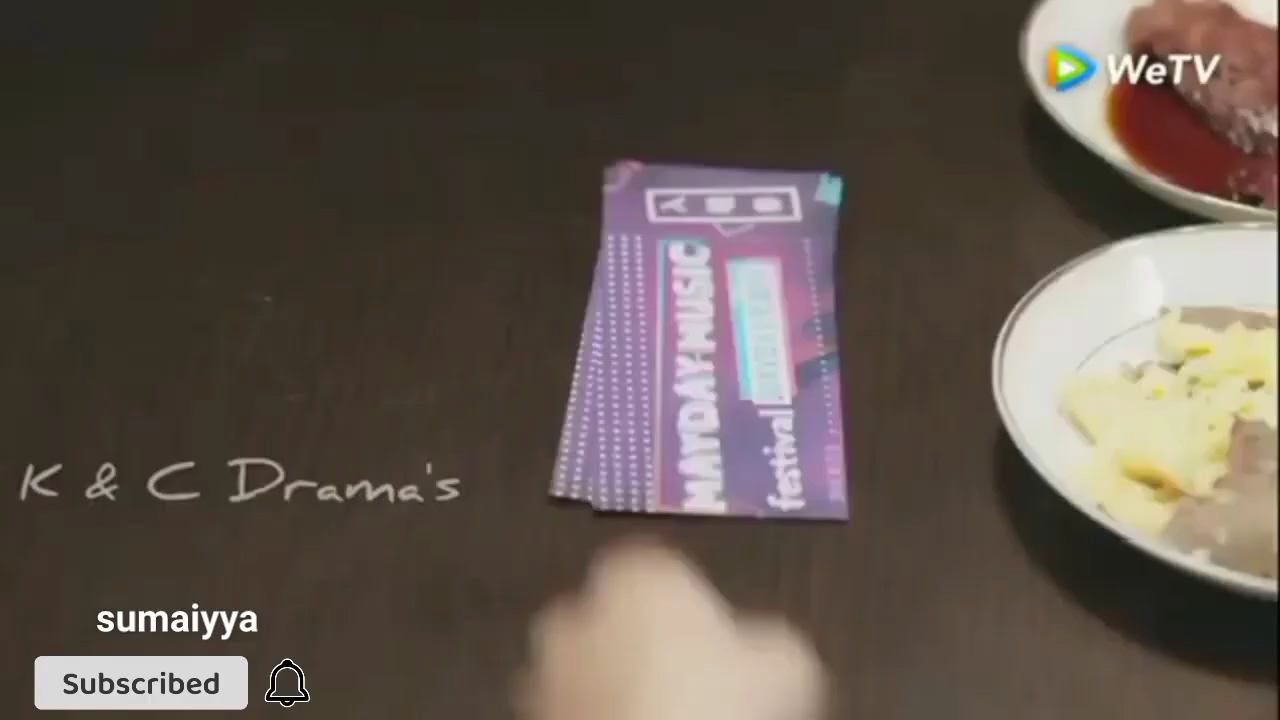 WeTV
MAYDAY·MUSIC
festival
K & C Drama's
sumaiyya
Subscribed